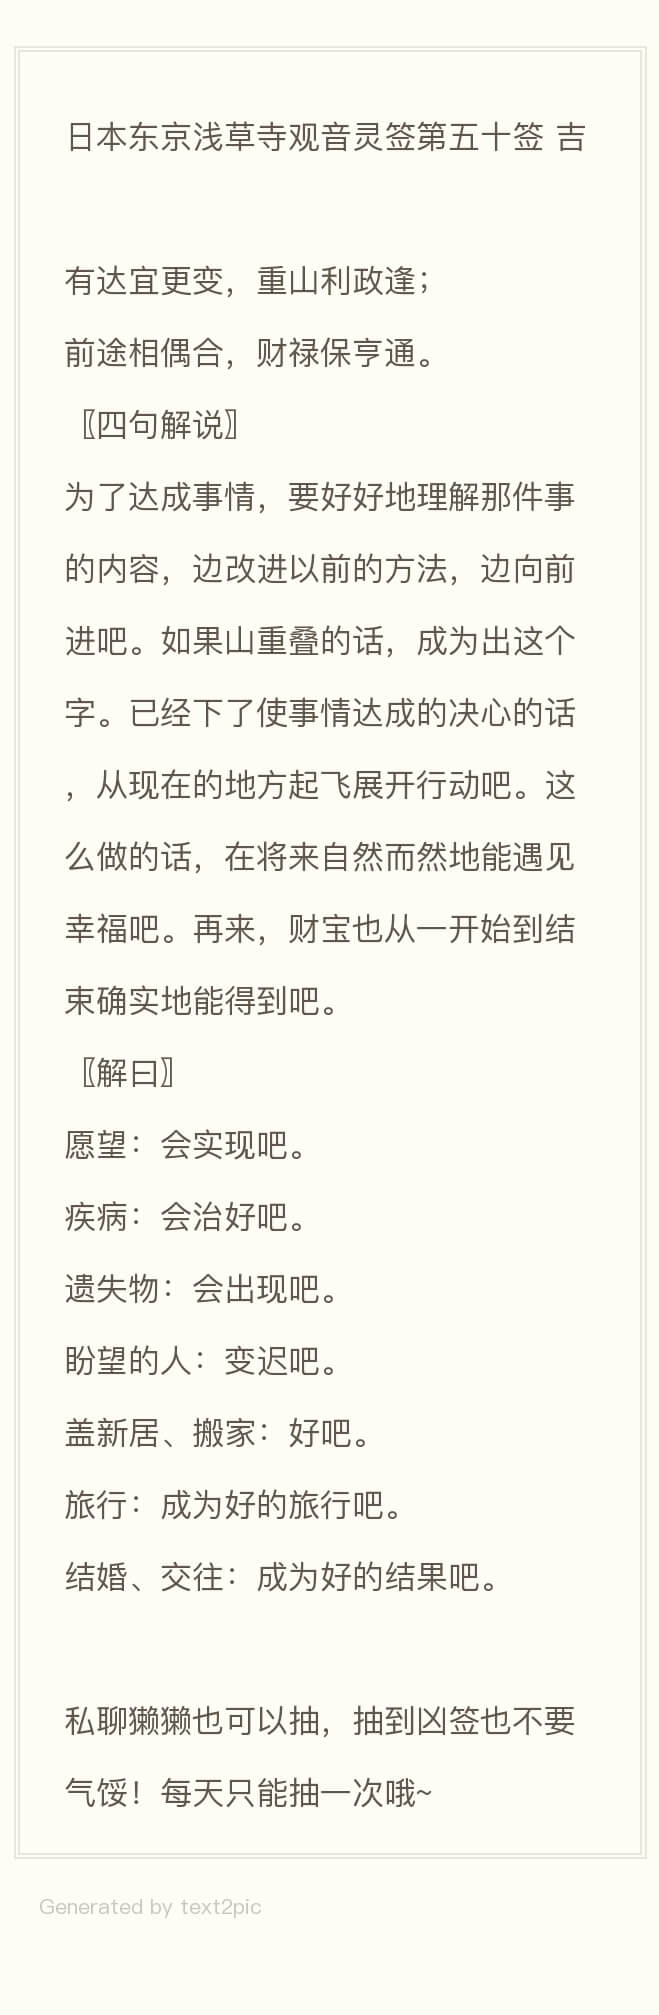 日本东京浅草寺观音灵签第五十签 吉
有达宜更变，重山利政逢；
前途相偶合，财禄保亨通。
〖四句解说〗
为了达成事情，要好好地理解那件事
的内容，边改进以前的方法，边向前
进吧。如果山重叠的话，成为出这个
字。已经下了使事情达成的决心的话
，从现在的地方起飞展开行动吧。这
么做的话，在将来自然而然地能遇见
幸福吧。再来，财宝也从一开始到结
束确实地能得到吧。
〖解曰〗
愿望：会实现吧。
疾病：会治好吧。
遗失物：会出现吧。
盼望的人：变迟吧。
盖新居、搬家：好吧。
旅行：成为好的旅行吧。
结婚、交往：成为好的结果吧。
私聊獭獭也可以抽，抽到凶签也不要
气馁！每天只能抽一次哦~
Generated by text2pic